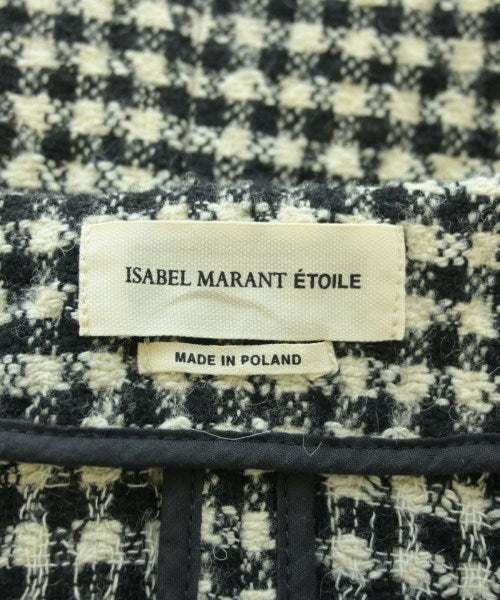 ISABEL MARANT ÉTOILE
MADE IN POLAND